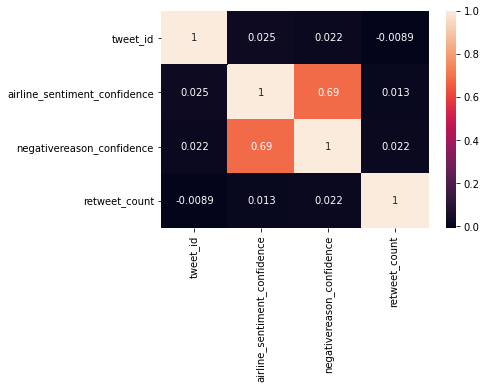 tweet_id 1 0.025 0.022 -0.0089
airline_sentiment_confidence 0.025 1 0.69 0.013
negativereason_confidence 0.022 0.69 1 0.022
retweet_count -0.0089 0.013 0.022 1
tweet_id
airline_sentiment_confidence
negativereason_confidence
retweet_count
1.0
0.8
0.6
0.4
0.2
0.0